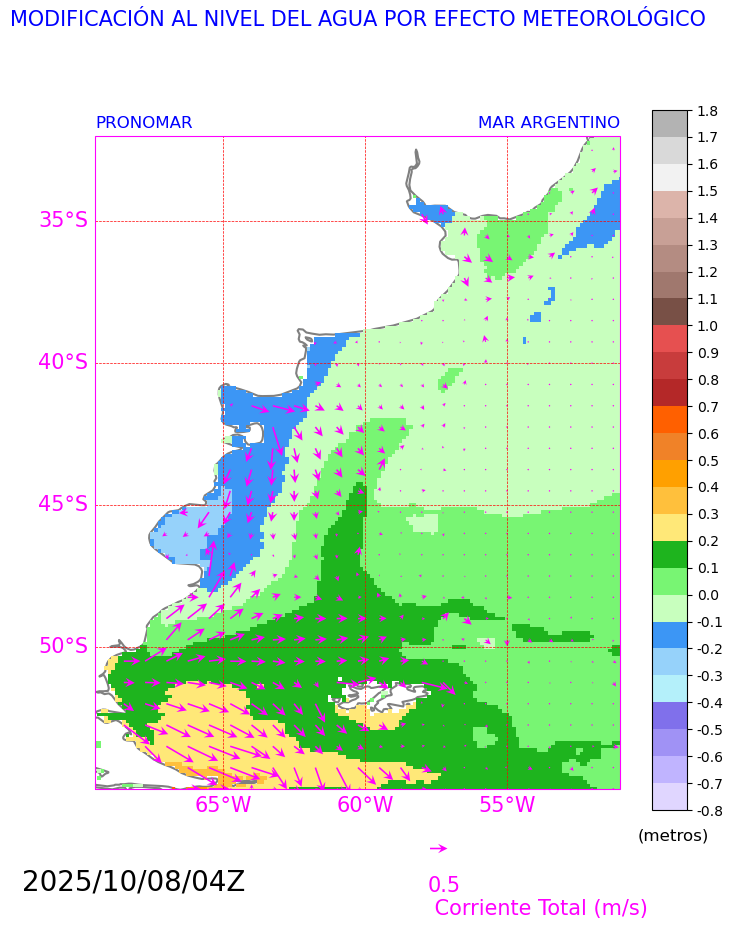 MODIFICACIÓN AL NIVEL DEL AGUA POR EFECTO METEOROLÓGICO
PRONOMAR
MAR ARGENTINO
35°S
40°S
45°S
50°S
65°W
60°W
55°W
1.8
1.7
1.6
1.5
1.4
1.3
1.2
1.1
1.0
0.9
0.8
0.7
0.6
0.5
0.4
0.3
0.2
0.1
0.0
-0.1
-0.2
-0.3
-0.4
-0.5
-0.6
-0.7
-0.8
(metros)
2025/10/08/04Z
0.5
Corriente Total (m/s)